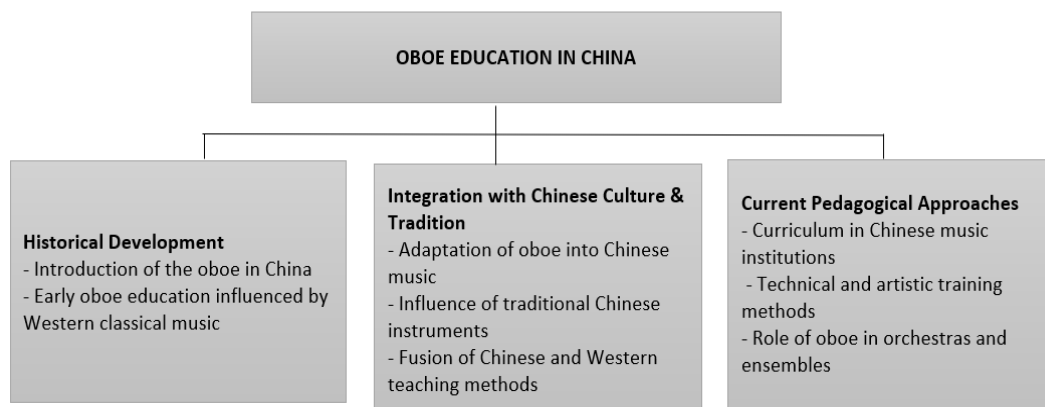 OBOE EDUCATION IN CHINA
Historical Development
- Introduction of the oboe in China
- Early oboe education influenced by
Western classical music
Integration with Chinese Culture &
Tradition
- Adaptation of oboe into Chinese
music
- Influence of traditional Chinese
instruments
- Fusion of Chinese and Western
teaching methods
Current Pedagogical Approaches
- Curriculum in Chinese music
institutions
- Technical and artistic training
methods
- Role of oboe in orchestras and
ensembles